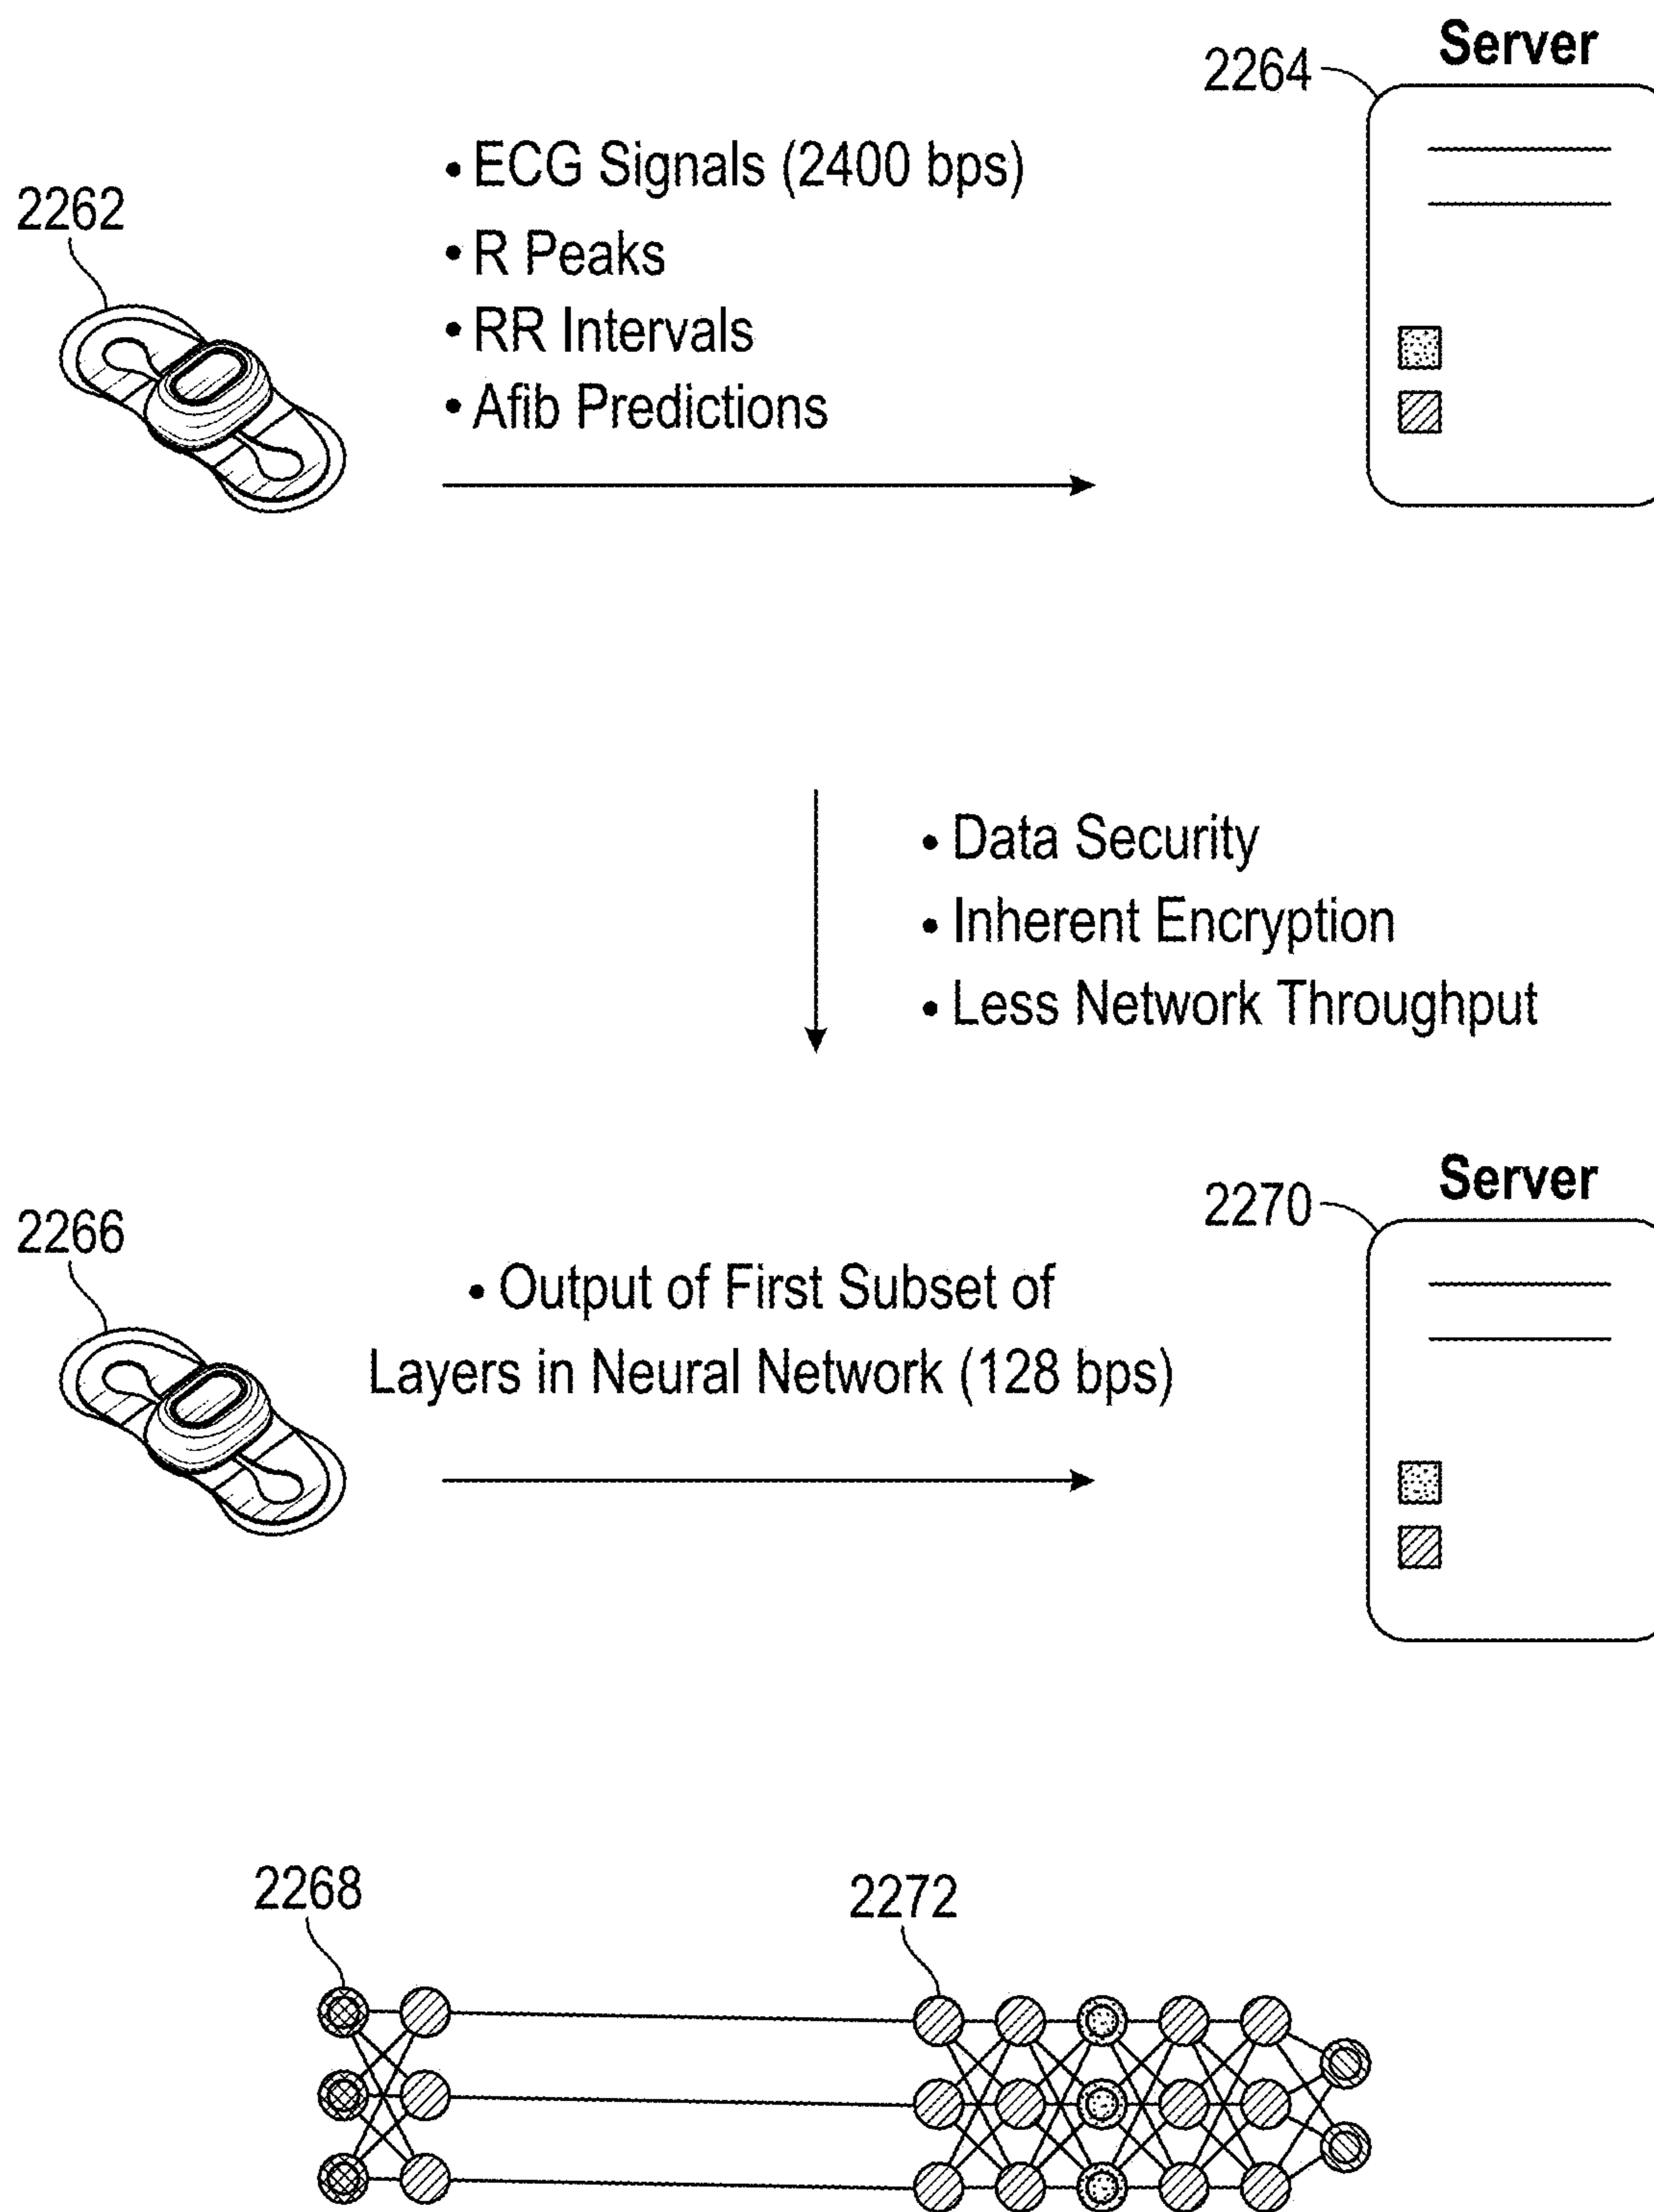 Server
2264
2262
• ECG Signals (2400 bps)
• R Peaks
• RR Intervals
• Afib Predictions
• Data Security
• Inherent Encryption
• Less Network Throughput
Server
2270
2266
• Output of First Subset of
Layers in Neural Network (128 bps)
2268
2272